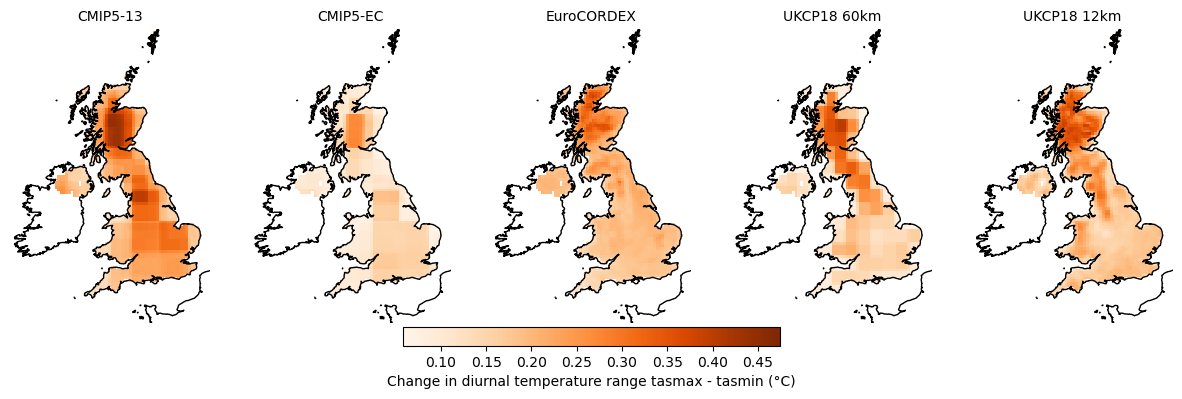 CMIP5-13 CMIP5-EC EuroCORDEX UKCP18 60km UKCP18 12km
0.10 0.15 0.20 0.25 0.30 0.35 0.40 0.45
Change in diurnal temperature range tasmax - tasmin (°C)